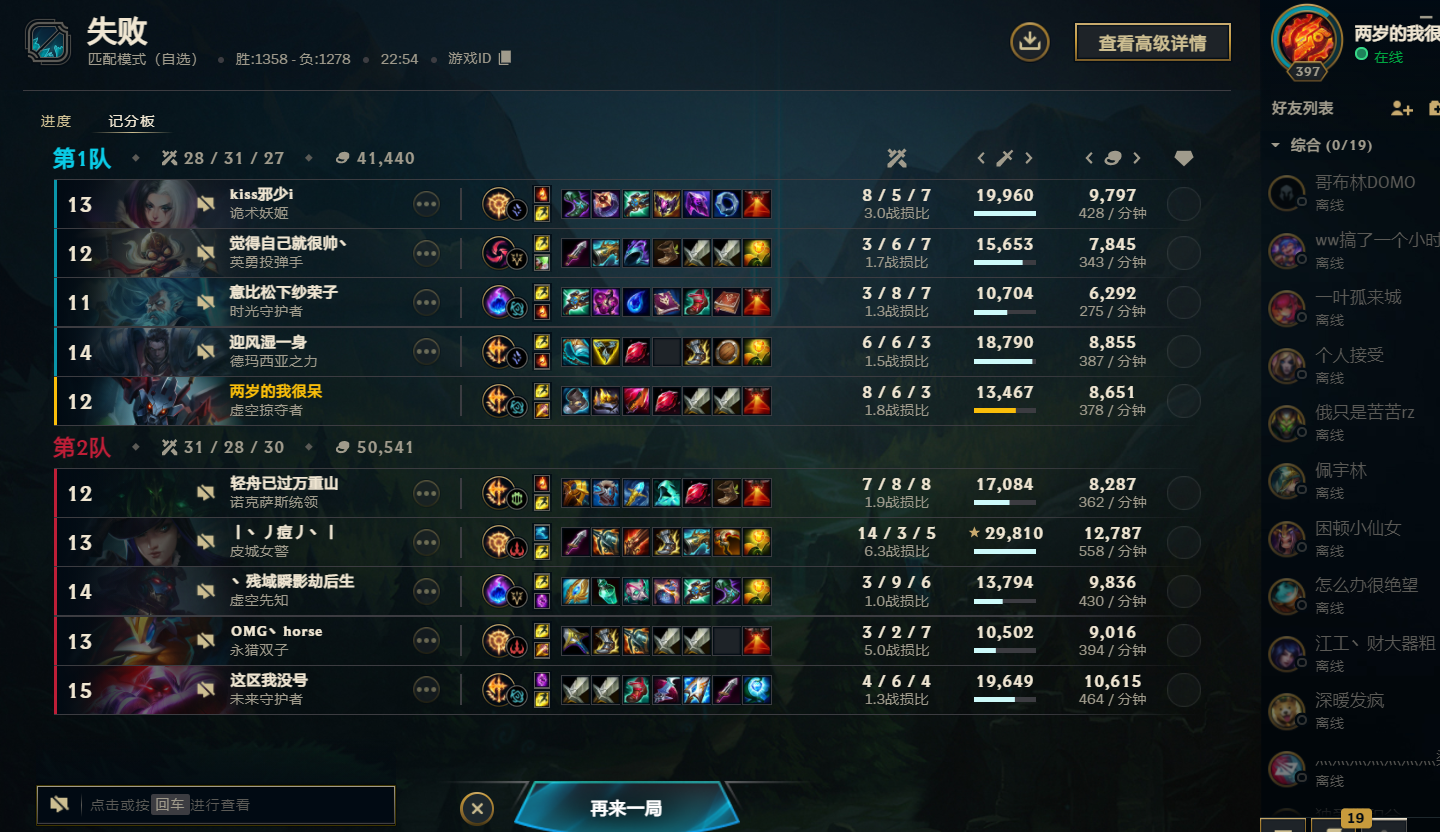 失败
匹配模式（自选）
胜:1358 - 负:1278
22:54
游戏ID
查看高级详情
进度
记分板
第1队
28 / 31 / 27
41,440
13
kiss邪少i
诡术妖姬
8 / 5 / 7
3.0战损比
19,960
9,797
428 / 分钟
12
觉得自己就很帅丶
英勇投弹手
3 / 6 / 7
1.7战损比
15,653
7,845
343 / 分钟
11
意比松下纱荣子
时光守护者
3 / 8 / 7
1.3战损比
10,704
6,292
275 / 分钟
14
迎风湿一身
德玛西亚之力
6 / 6 / 3
1.5战损比
18,790
8,855
387 / 分钟
12
两岁的我很呆
虚空掠夺者
8 / 6 / 3
1.8战损比
13,467
8,651
378 / 分钟
第2队
31 / 28 / 30
50,541
12
轻舟已过万重山
诺克萨斯统领
7 / 8 / 8
1.9战损比
17,084
8,287
362 / 分钟
13
丨丶丿痘丿丶丨
皮城女警
14 / 3 / 5
6.3战损比
29,810
12,787
558 / 分钟
14
丶残域瞬影劫后生
虚空先知
3 / 9 / 6
1.0战损比
13,794
9,836
430 / 分钟
13
OMG丶horse
永猎双子
3 / 2 / 7
5.0战损比
10,502
9,016
394 / 分钟
15
这区我没号
未来守护者
4 / 6 / 4
1.3战损比
19,649
10,615
464 / 分钟
点击或按 回车 进行查看
再来一局
397
两岁的我很
在线
好友列表
综合 (0/19)
哥布林DOMO
离线
ww搞了一个小时
离线
一叶孤来城
离线
个人接受
离线
俄只是苦苦rz
离线
佩宇林
离线
困顿小仙女
离线
怎么办很绝望
离线
江工丶财大器粗
离线
深暖发疯
离线
离线
19